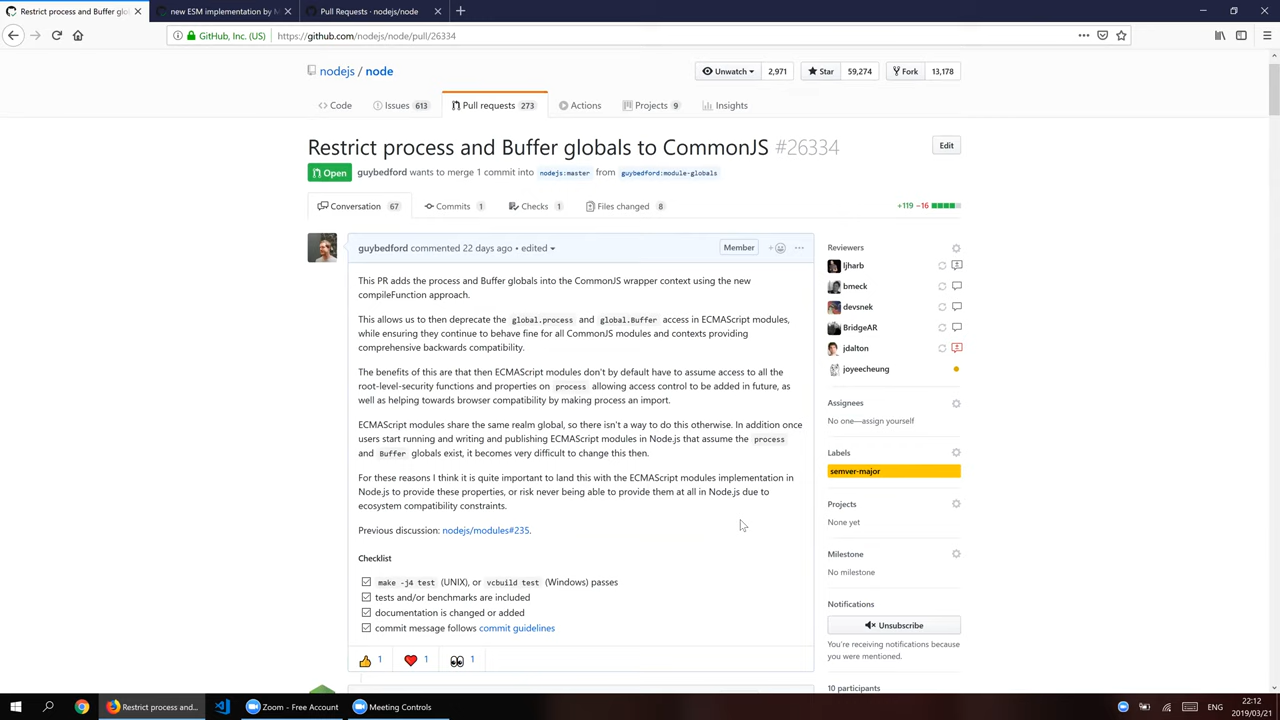 Restrict process and Buffer glo
new ESM implementation by M
Pull Requests · nodejs/node
GitHub, Inc. (US)
https://github.com/nodejs/node/pull/26334
nodejs / node
Unwatch
2,971
Star
59,274
Fork
13,178
Code
Issues 613
Pull requests 273
Actions
Projects 9
Insights
Restrict process and Buffer globals to CommonJS #26334
Edit
Open
guybedford wants to merge 1 commit into nodejs:master from guybedford:module-globals
Conversation 67
Commits 1
Checks 1
Files changed 8
+119 −16
guybedford commented 22 days ago • edited
Member
This PR adds the process and Buffer globals into the CommonJS wrapper context using the new
compileFunction approach.
This allows us to then deprecate the global.process and global.Buffer access in ECMAScript modules,
while ensuring they continue to behave fine for all CommonJS modules and contexts providing
comprehensive backwards compatibility.
The benefits of this are that then ECMAScript modules don't by default have to assume access to all the
root-level-security functions and properties on process allowing access control to be added in future, as
well as helping towards browser compatibility by making process an import.
ECMAScript modules share the same realm global, so there isn't a way to do this otherwise. In addition once
users start running and writing and publishing ECMAScript modules in Node.js that assume the process
and Buffer globals exist, it becomes very difficult to change this then.
For these reasons I think it is quite important to land this with the ECMAScript modules implementation in
Node.js to provide these properties, or risk never being able to provide them at all in Node.js due to
ecosystem compatibility constraints.
Previous discussion: nodejs/modules#235.
Checklist
make -j4 test (UNIX), or vcbuild test (Windows) passes
tests and/or benchmarks are included
documentation is changed or added
commit message follows commit guidelines
1
1
1
Reviewers
ljharb
bmeck
devsnek
BridgeAR
jdalton
joyeecheung
Assignees
No one—assign yourself
Labels
semver-major
Projects
None yet
Milestone
No milestone
Notifications
Unsubscribe
You're receiving notifications because
you were mentioned.
10 participants
Restrict process and...
Zoom - Free Account
Meeting Controls
ENG
22:12
2019/03/21